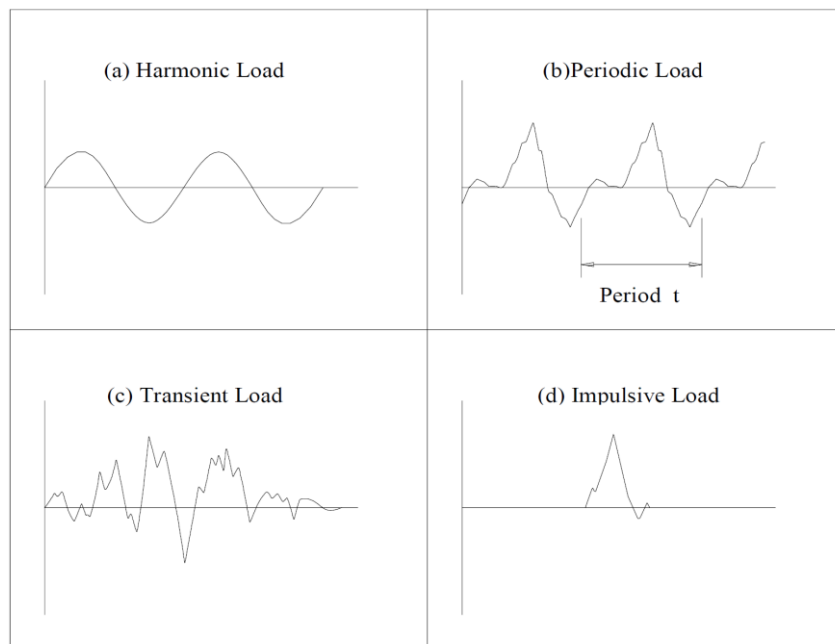 (a) Harmonic Load
(b)Periodic Load
Period t
(c) Transient Load
(d) Impulsive Load